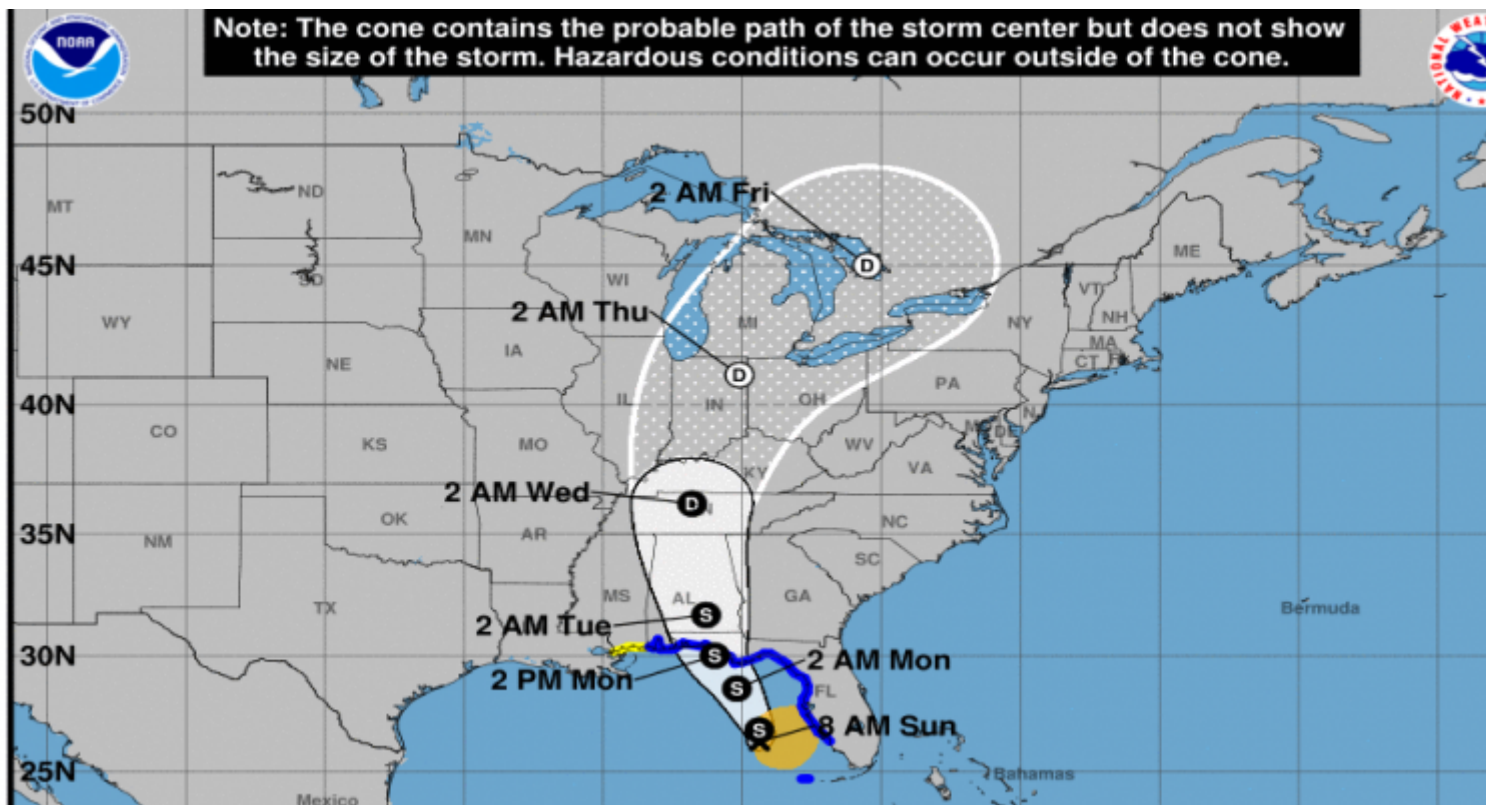 NOAA
Note: The cone contains the probable path of the storm center but does not show
the size of the storm. Hazardous conditions can occur outside of the cone.
50N
ND
MT
2 AM Fri
MN
ME
45N
D
SD
WI
VT
2 AM Thu
WY
MI
NY
NH
IA
MA
NE
CT
D
PA
40N
IL
IN
OH
CO
KS
MO
WV
DE
KY
VA
2 AM Wed
D
OK
NC
35N
AR
NM
SC
TX
MS
AL
GA
Bermuda
2 AM Tue
S
30N
S
2 AM Mon
2 PM Mon
S
FL
S
8 AM Sun
25N
Bahamas
Mexico